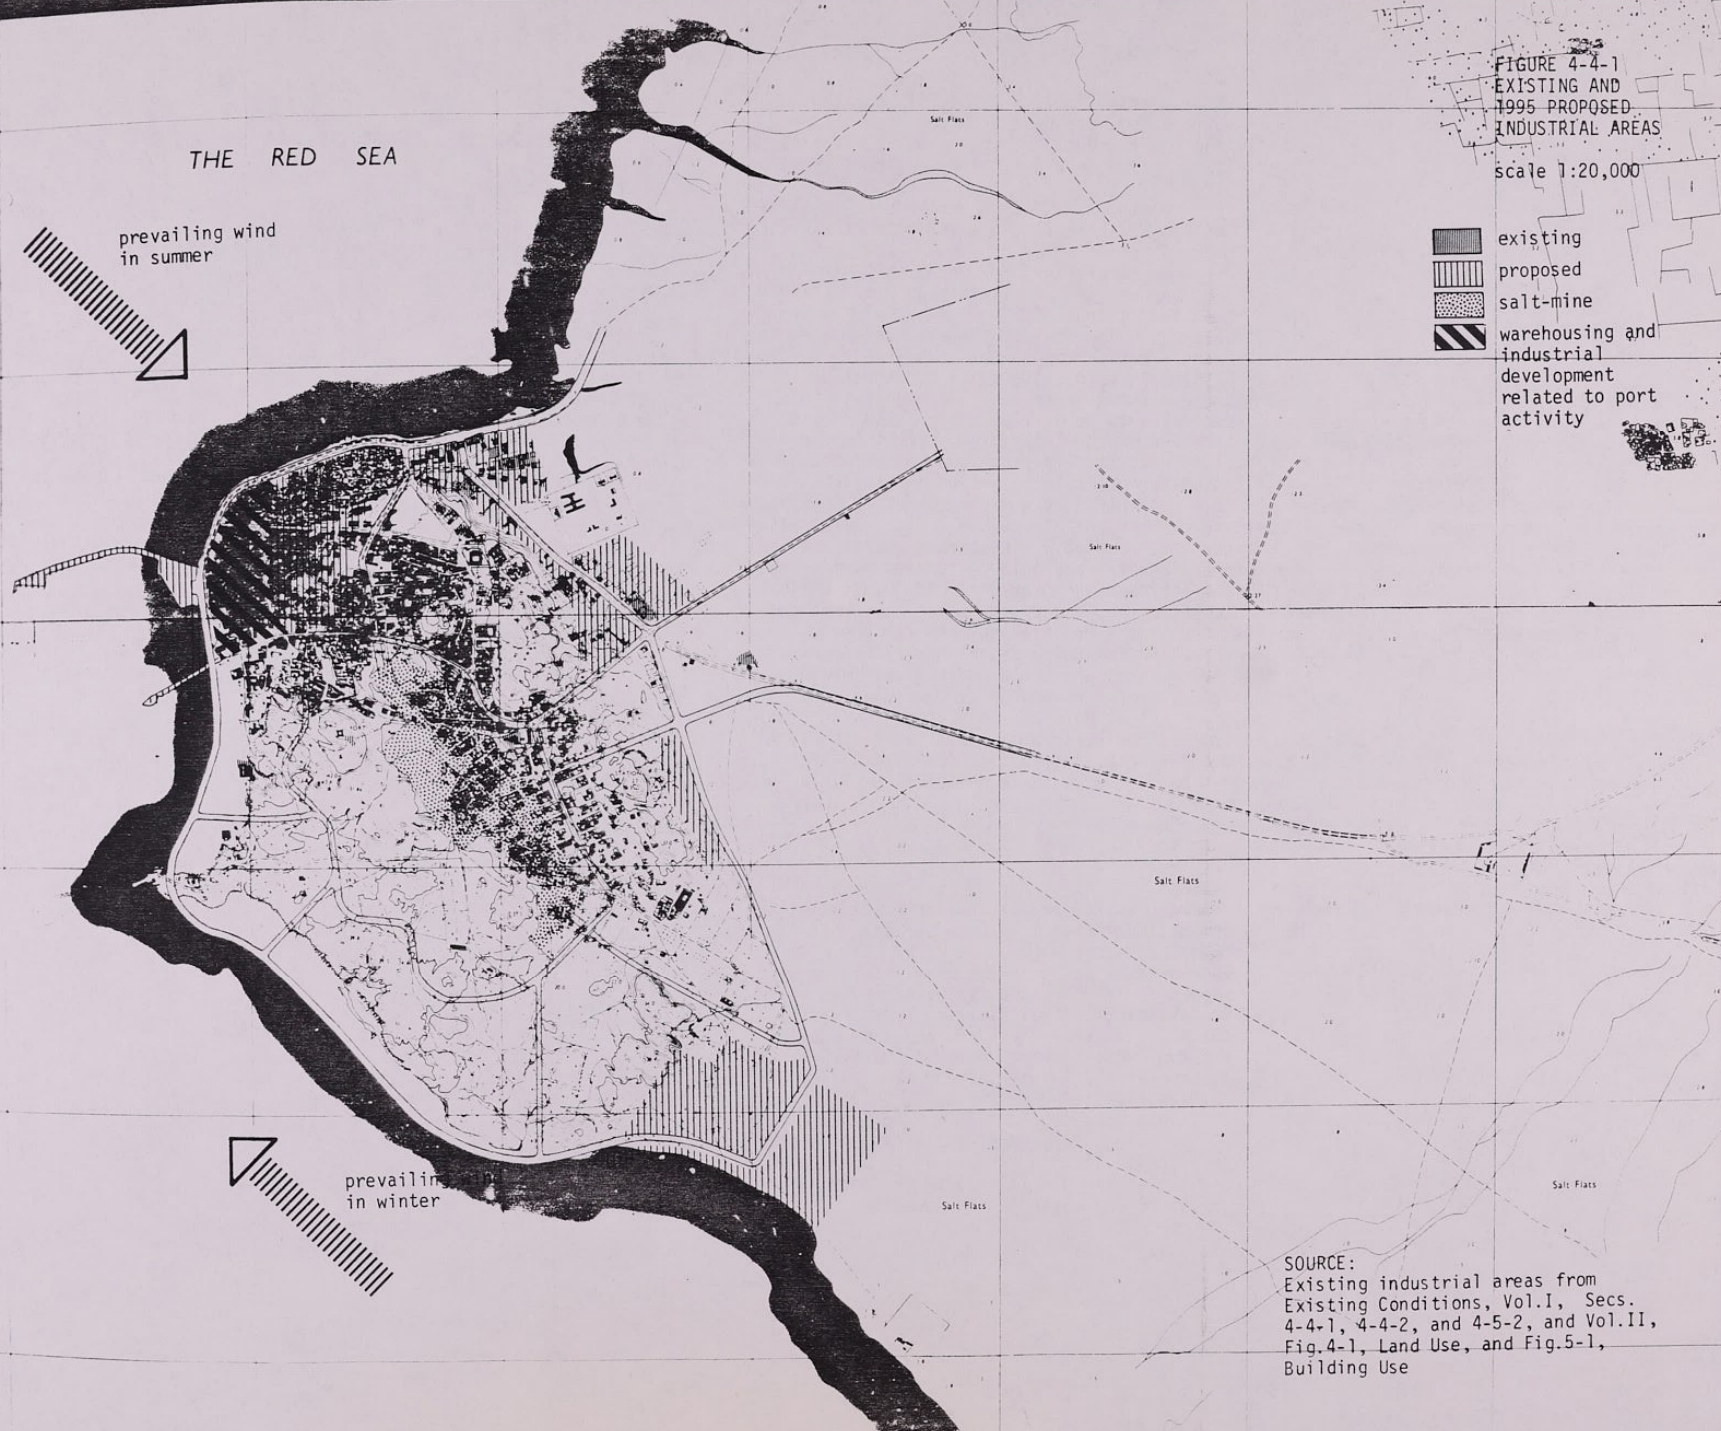 FIGURE 4-4-1
EXISTING AND
1995 PROPOSED
INDUSTRIAL AREAS
scale 1:20,000
existing
proposed
salt-mine
warehousing and
industrial
development
related to port
activity
THE RED SEA
prevailing wind
in summer
Salt Flats
Salt Flats
Salt Flats
Salt Flats
Salt Flats
prevailing wind
in winter
SOURCE:
Existing industrial areas from
Existing Conditions, Vol.I, Secs.
4-4-1, 4-4-2, and 4-5-2, and Vol.II,
Fig.4-1, Land Use, and Fig.5-1,
Building Use